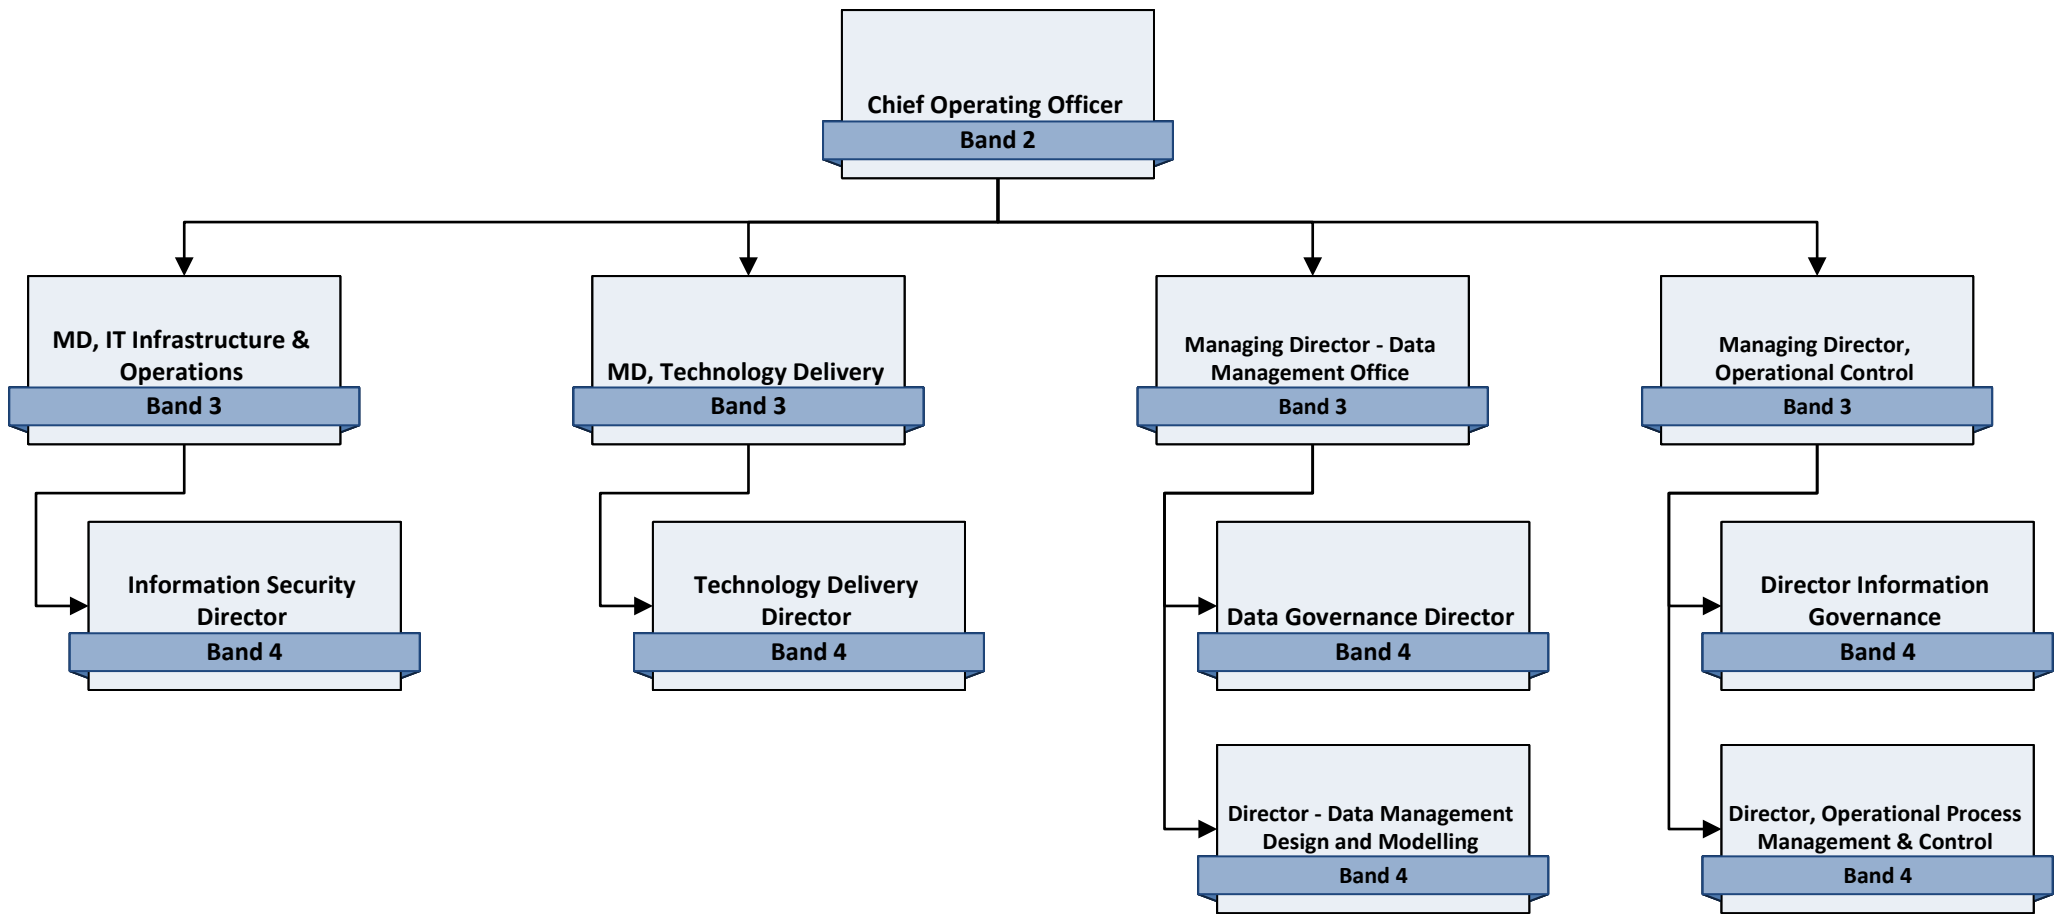 Chief Operating Officer
Band 2
MD, IT Infrastructure &
Operations
Band 3
MD, Technology Delivery
Band 3
Managing Director - Data
Management Office
Band 3
Managing Director,
Operational Control
Band 3
Information Security
Director
Band 4
Technology Delivery
Director
Band 4
Data Governance Director
Band 4
Director Information
Governance
Band 4
Director - Data Management
Design and Modelling
Band 4
Director, Operational Process
Management & Control
Band 4